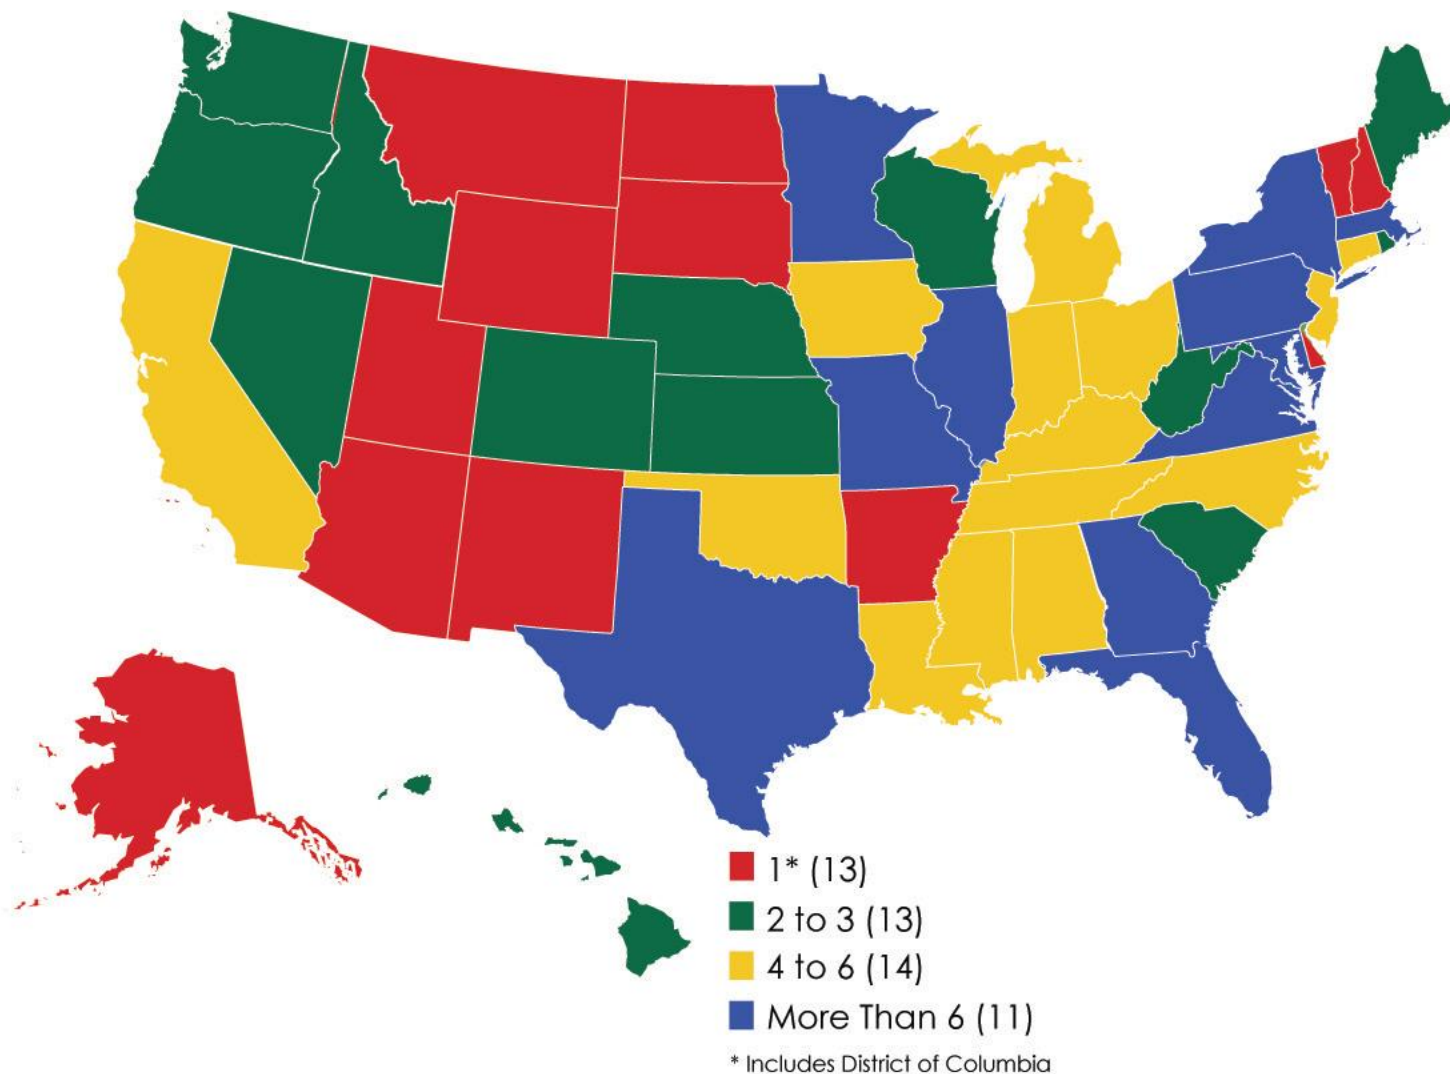 1* (13)
2 to 3 (13)
4 to 6 (14)
More Than 6 (11)
* Includes District of Columbia